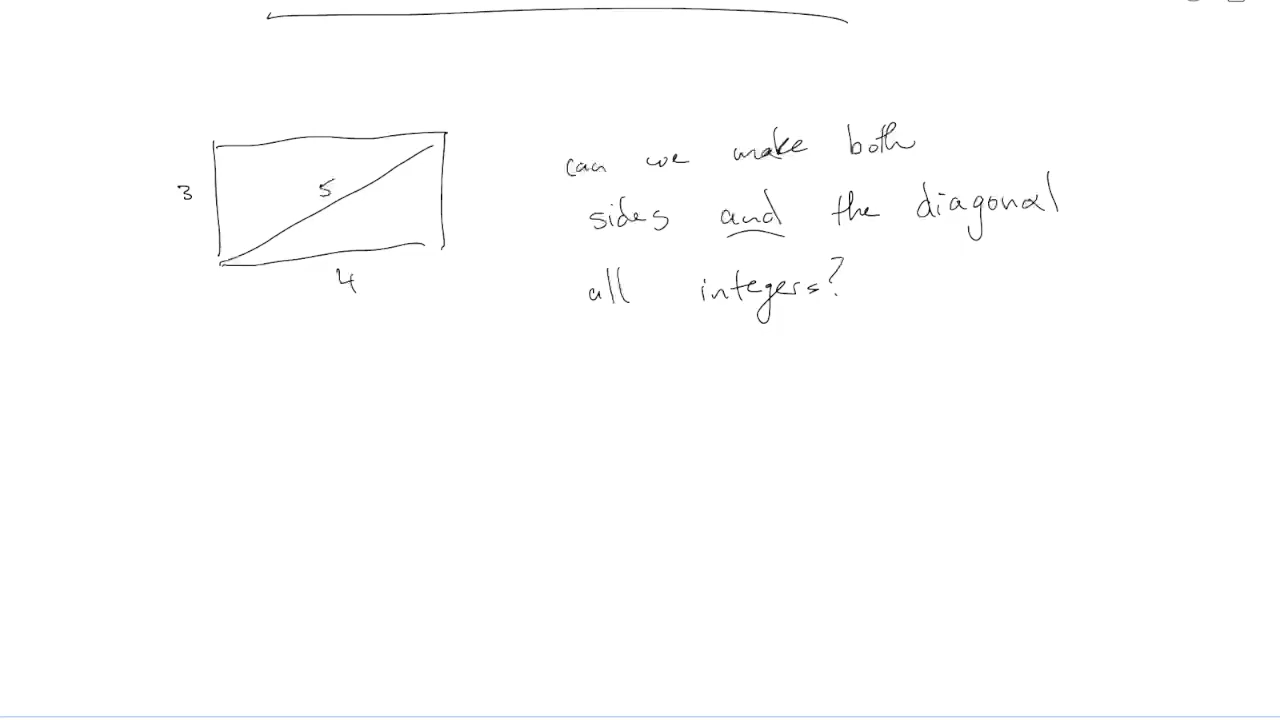 can we make both
3 5 sides and the diagonal
4 all integers?